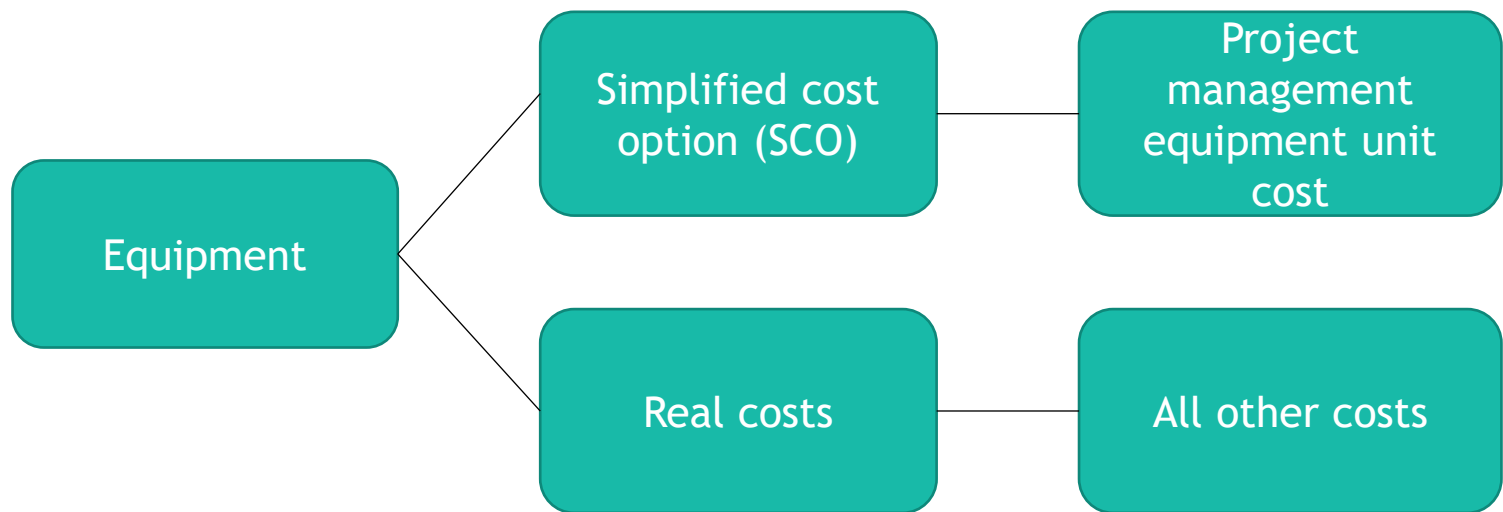 Equipment
Simplified cost
option (SCO)
Project
management
equipment unit
cost
Real costs
All other costs